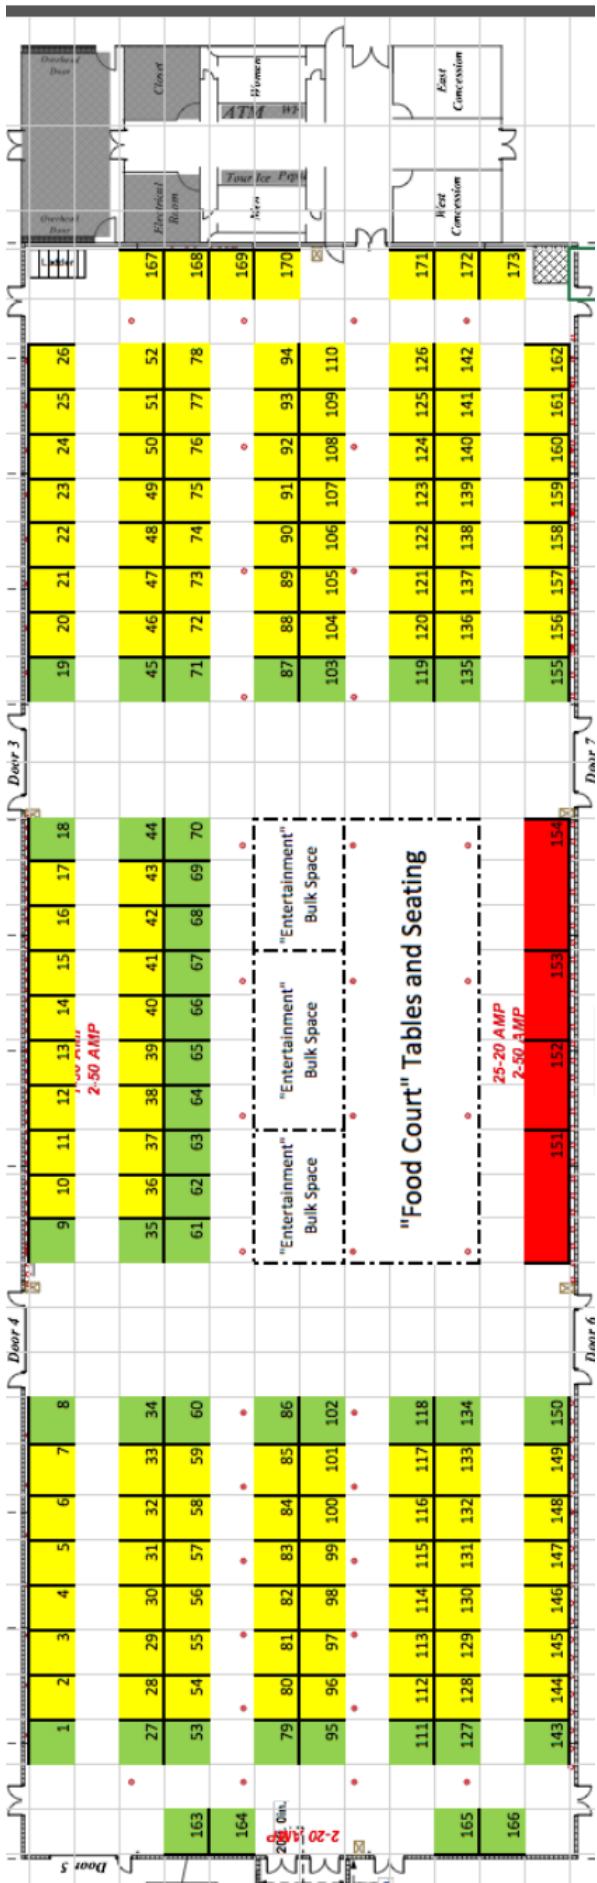 Overhead
Door
Closet
Women
East
Concession
ATM
Tour Ice
Overhead
Door
Electrical
Room
Men
West
Concession
Ladder
167 168 169 170 171 172 173
26 52 78 94 110 126 142 162
25 51 77 93 109 125 141 161
24 50 76 92 108 124 140 160
23 49 75 91 107 123 139 159
22 48 74 90 106 122 138 158
21 47 73 89 105 121 137 157
20 46 72 88 104 120 136 156
19 45 71 87 103 119 135 155
Door 3
Door 7
18 44 70 154
17 43 69
16 42 68
15 41 67 153
14 40 66
13 39 65 152
12 38 64
11 37 63 151
10 36 62
9 35 61
2-50 AMP
"Entertainment"
Bulk Space
"Entertainment"
Bulk Space
"Entertainment"
Bulk Space
"Food Court" Tables and Seating
25-20 AMP
2-50 AMP
Door 4
Door 6
8 34 60 86 102 118 134 150
7 33 59 85 101 117 133 149
6 32 58 84 100 116 132 148
5 31 57 83 99 115 131 147
4 30 56 82 98 114 130 146
3 29 55 81 97 113 129 145
2 28 54 80 96 112 128 144
1 27 53 79 95 111 127 143
163 164 165 166
2-20 AMP
Door 5